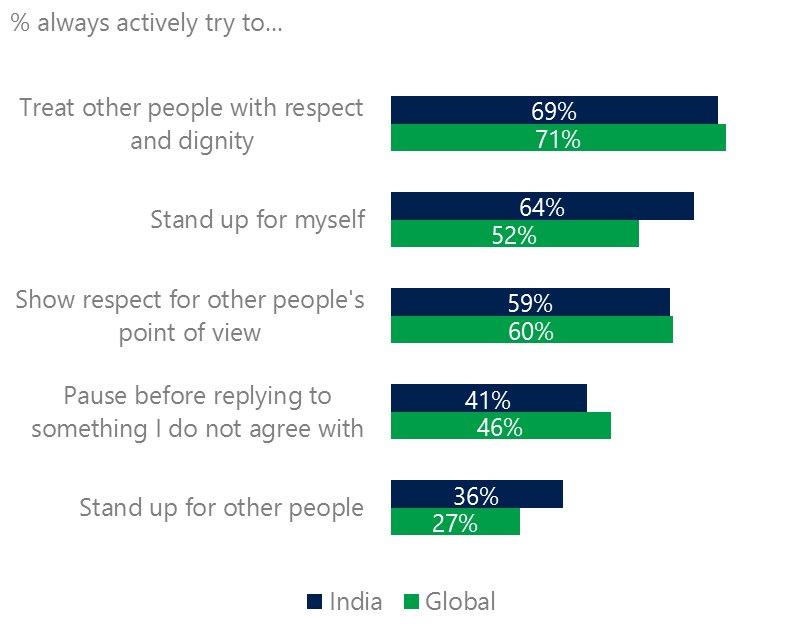 % always actively try to...
Treat other people with respect
and dignity
69%
71%
Stand up for myself
64%
52%
Show respect for other people's
point of view
59%
60%
Pause before replying to
something I do not agree with
41%
46%
Stand up for other people
36%
27%
India Global